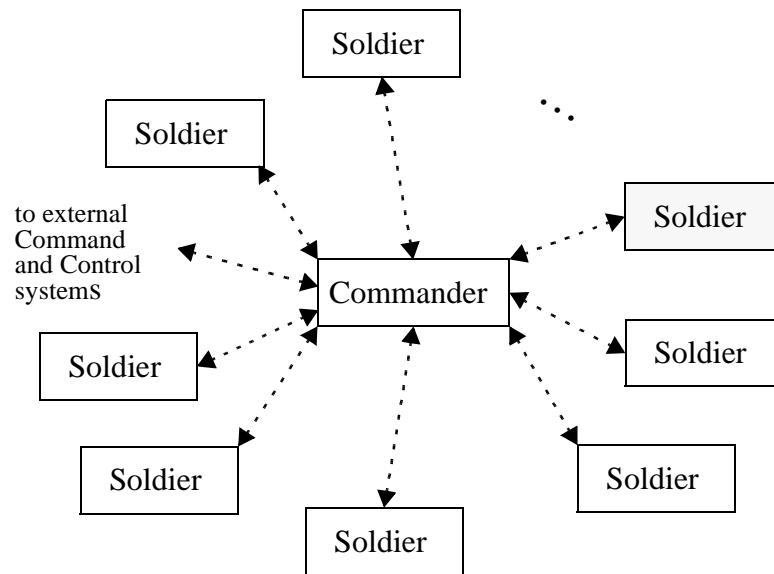 Soldier
Soldier
Soldier
to external
Command
and Control
systems
Commander
Soldier
Soldier
Soldier
Soldier
Soldier